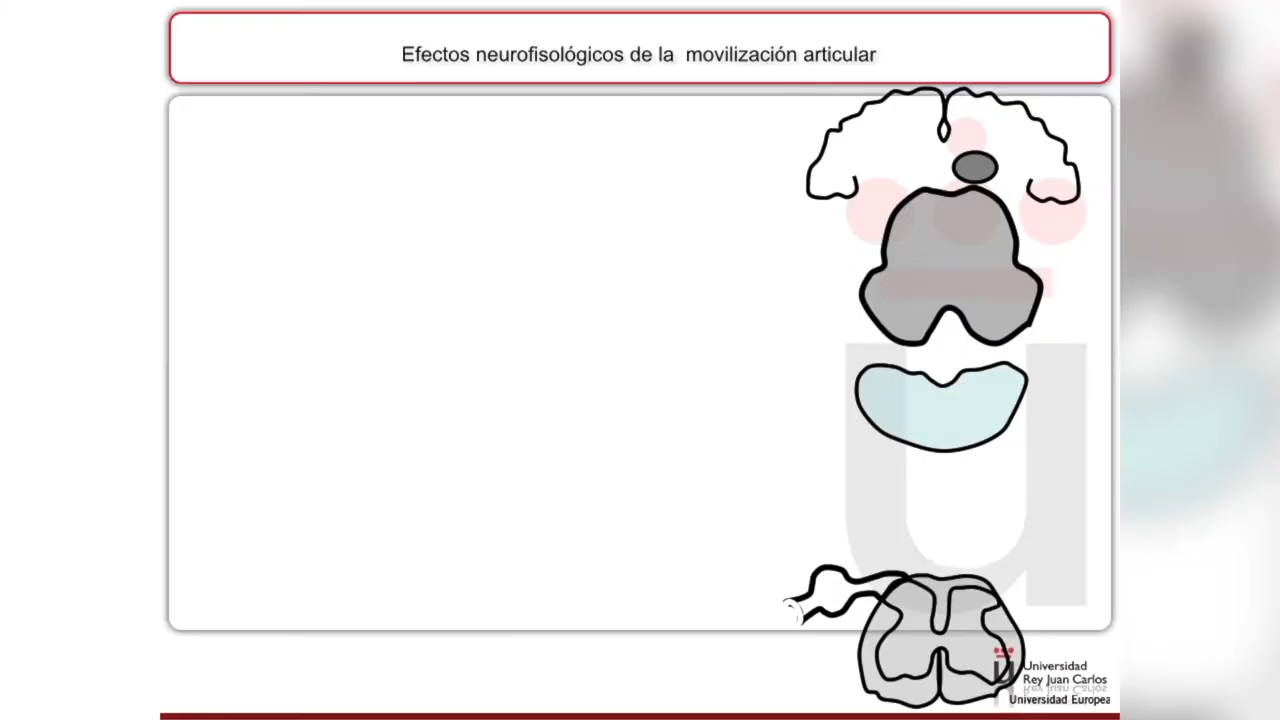 Efectos neurofisológicos de la  movilización articular
Universidad
Rey Juan Carlos
Universidad Europea